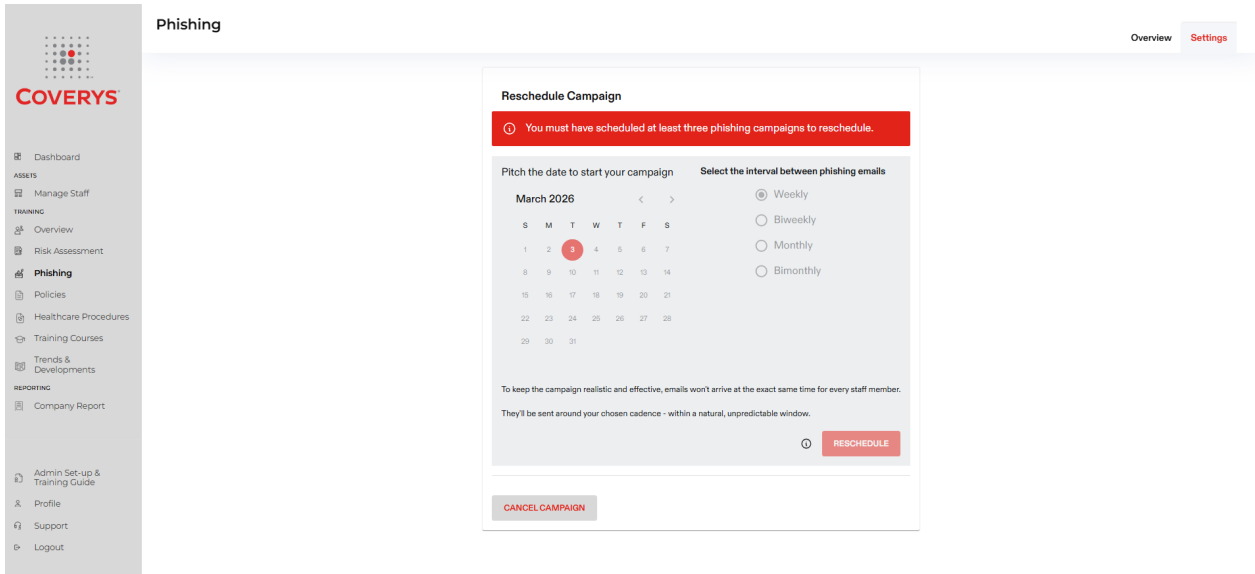 Phishing
Overview Settings
COVERYS
Dashboard
ASSETS
Manage Staff
TRAINING
Overview
Risk Assessment
Phishing
Policies
Healthcare Procedures
Training Courses
Trends &
Developments
REPORTING
Company Report
Admin Set-up &
Training Guide
Profile
Support
Logout
Reschedule Campaign
You must have scheduled at least three phishing campaigns to reschedule.
Pitch the date to start your campaign
March 2026
S M T W T F S
1 2 3 4 5 6 7
8 9 10 11 12 13 14
15 16 17 18 19 20 21
22 23 24 25 26 27 28
29 30 31
Select the interval between phishing emails
Weekly
Biweekly
Monthly
Bimonthly
To keep the campaign realistic and effective, emails won't arrive at the exact same time for every staff member.
They'll be sent around your chosen cadence - within a natural, unpredictable window.
RESCHEDULE
CANCEL CAMPAIGN